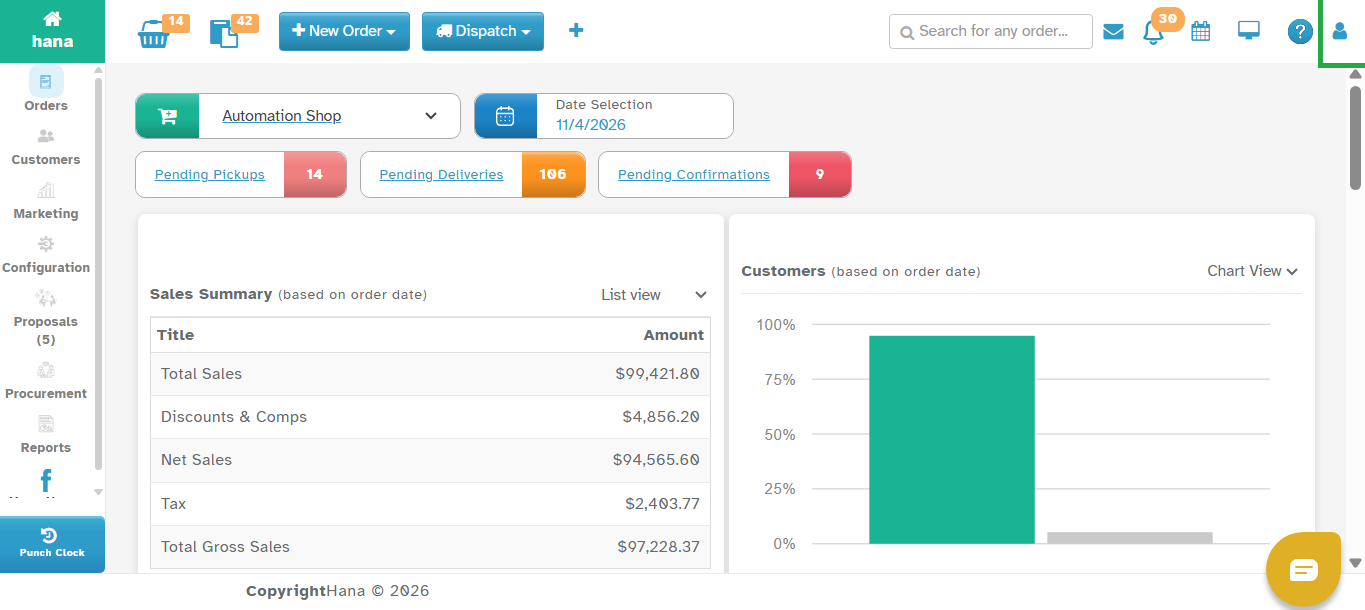 hana
14
42
New Order
Dispatch
Search for any order...
30
?
Orders
Customers
Marketing
Configuration
Proposals
(5)
Procurement
Reports
Punch Clock
Automation Shop
Date Selection
11/4/2026
Pending Pickups 14
Pending Deliveries 106
Pending Confirmations 9
Sales Summary (based on order date) List view
Title Amount
Total Sales $99,421.80
Discounts & Comps $4,856.20
Net Sales $94,565.60
Tax $2,403.77
Total Gross Sales $97,228.37
Customers (based on order date) Chart View
100%
75%
50%
25%
0%
CopyrightHana © 2026